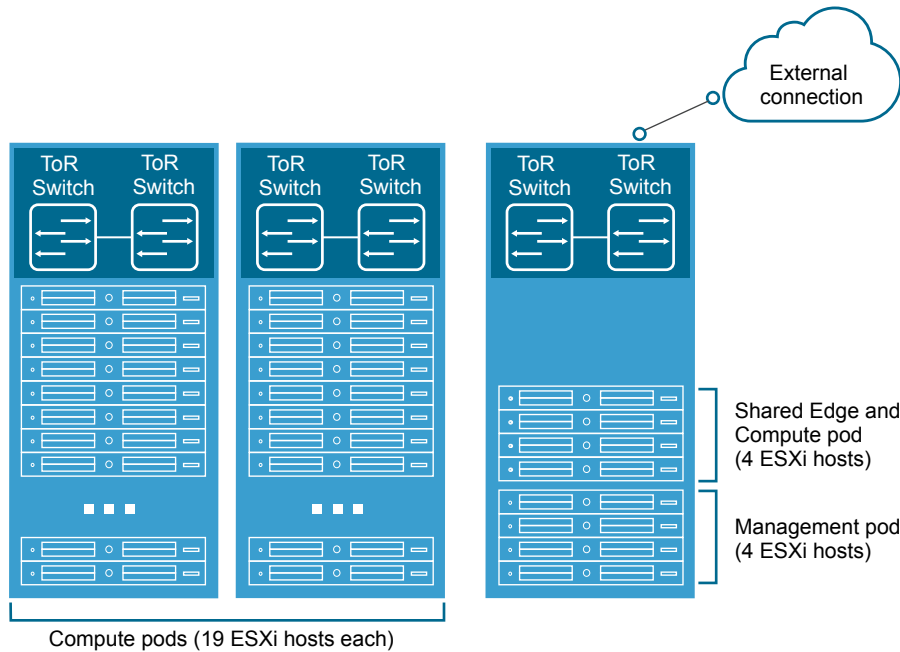 External
connection
ToR
Switch
ToR
Switch
ToR
Switch
ToR
Switch
ToR
Switch
ToR
Switch
Shared Edge and
Compute pod
(4 ESXi hosts)
Management pod
(4 ESXi hosts)
Compute pods (19 ESXi hosts each)